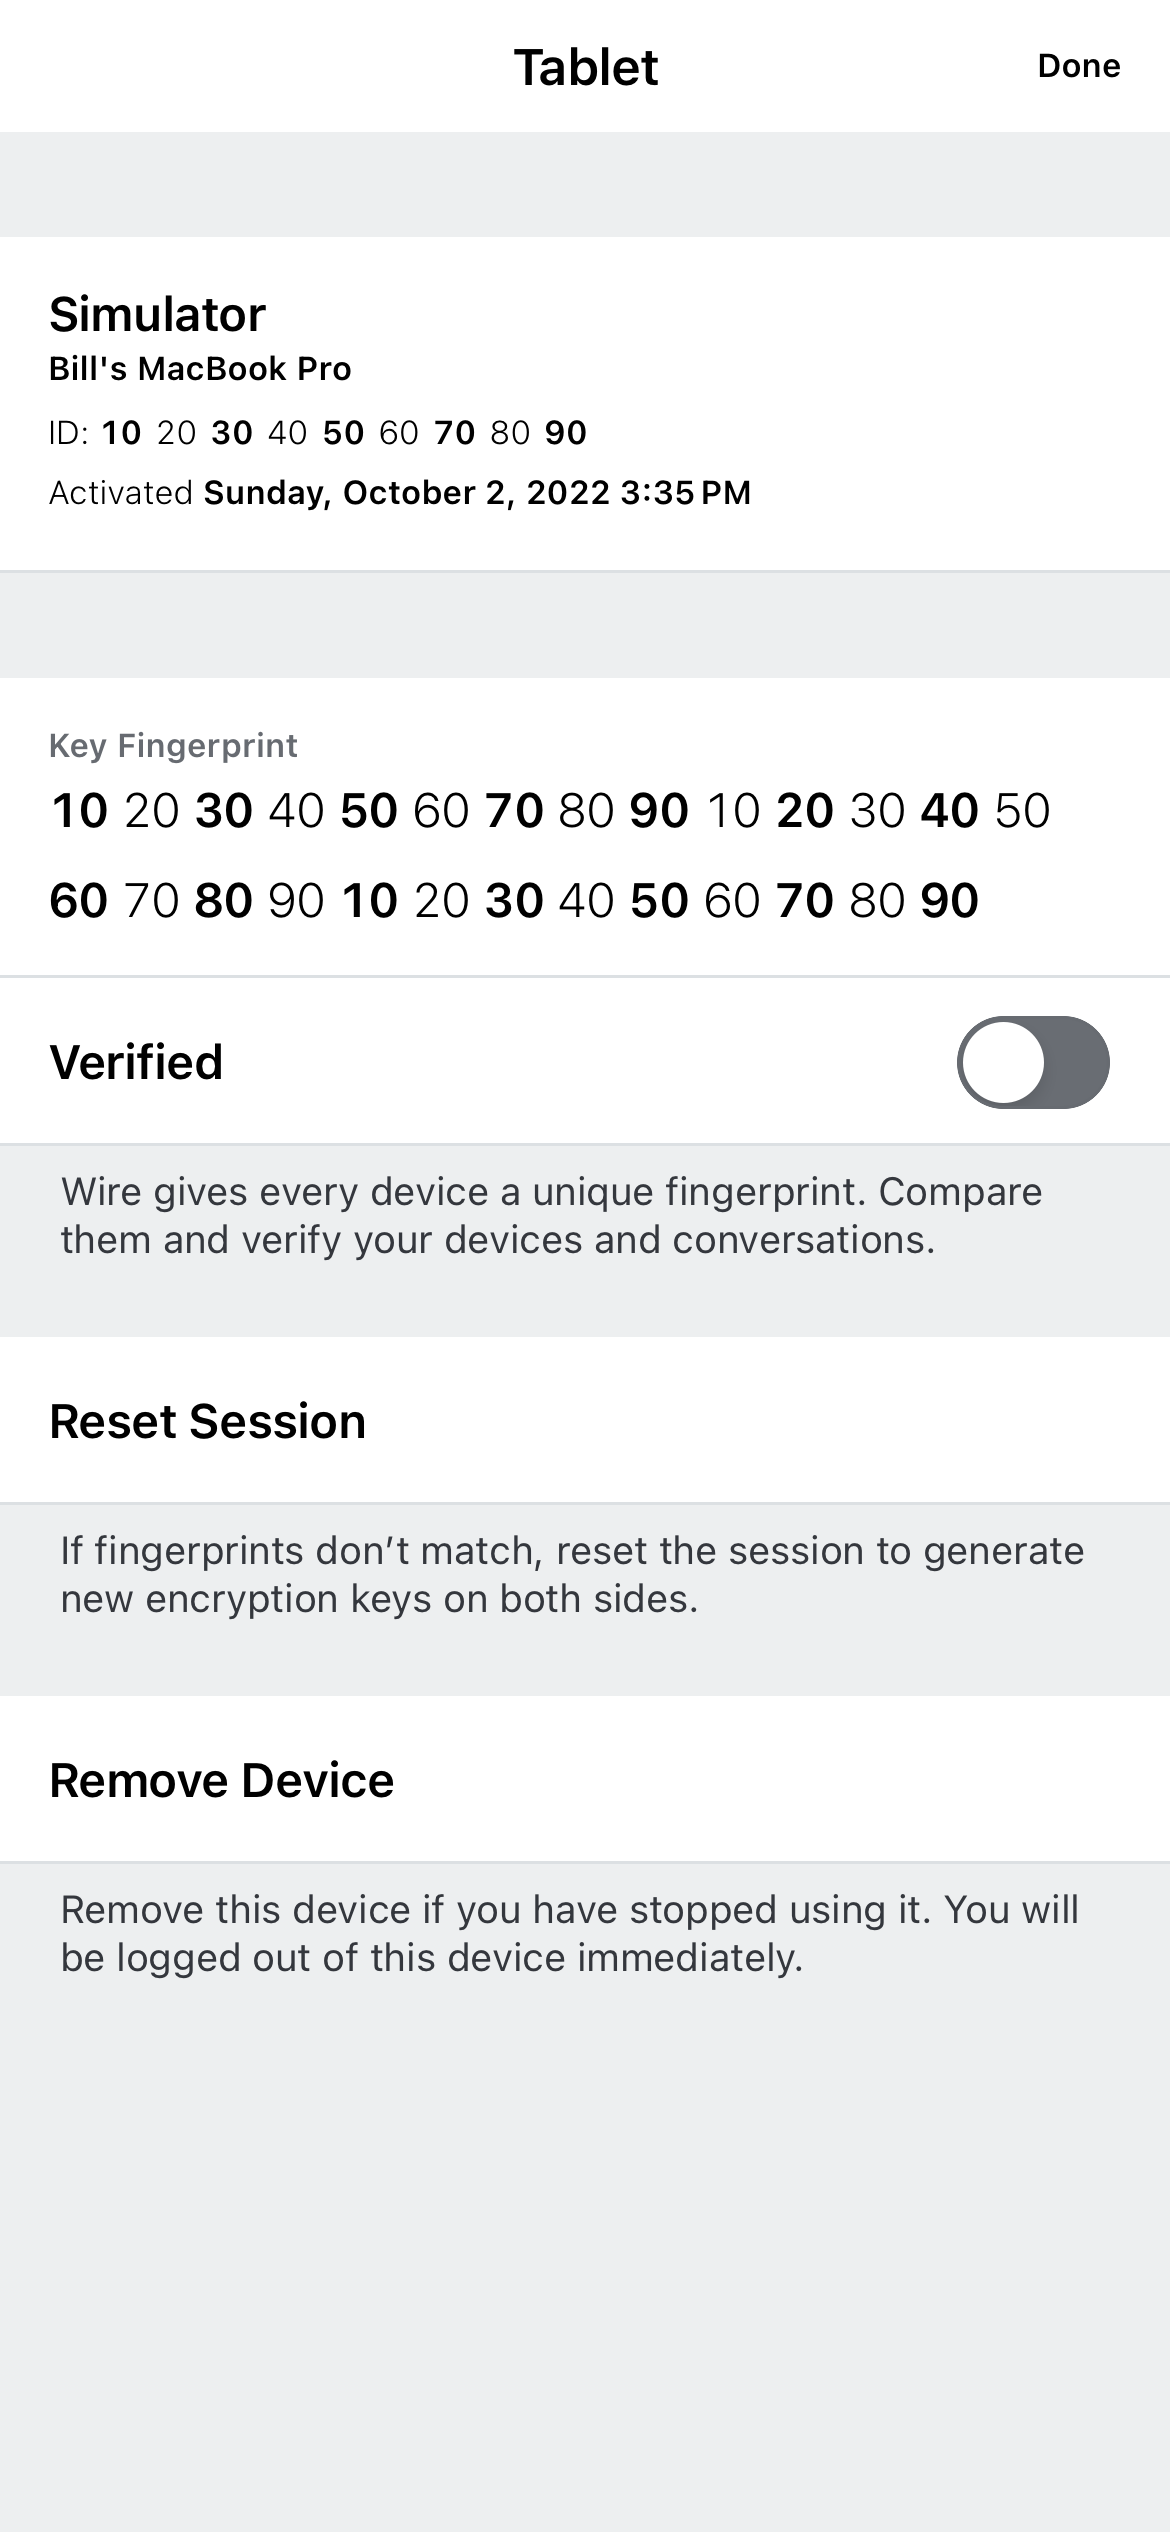 Tablet
Done
Simulator
Bill's MacBook Pro
ID: 10 20 30 40 50 60 70 80 90
Activated Sunday, October 2, 2022 3:35 PM
Key Fingerprint
10 20 30 40 50 60 70 80 90 10 20 30 40 50
60 70 80 90 10 20 30 40 50 60 70 80 90
Verified
Wire gives every device a unique fingerprint. Compare
them and verify your devices and conversations.
Reset Session
If fingerprints don’t match, reset the session to generate
new encryption keys on both sides.
Remove Device
Remove this device if you have stopped using it. You will
be logged out of this device immediately.